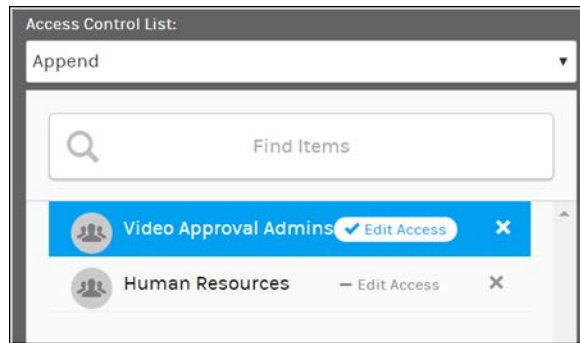 Access Control List:
Append
Find Items
Video Approval Admins Edit Access
Human Resources Edit Access